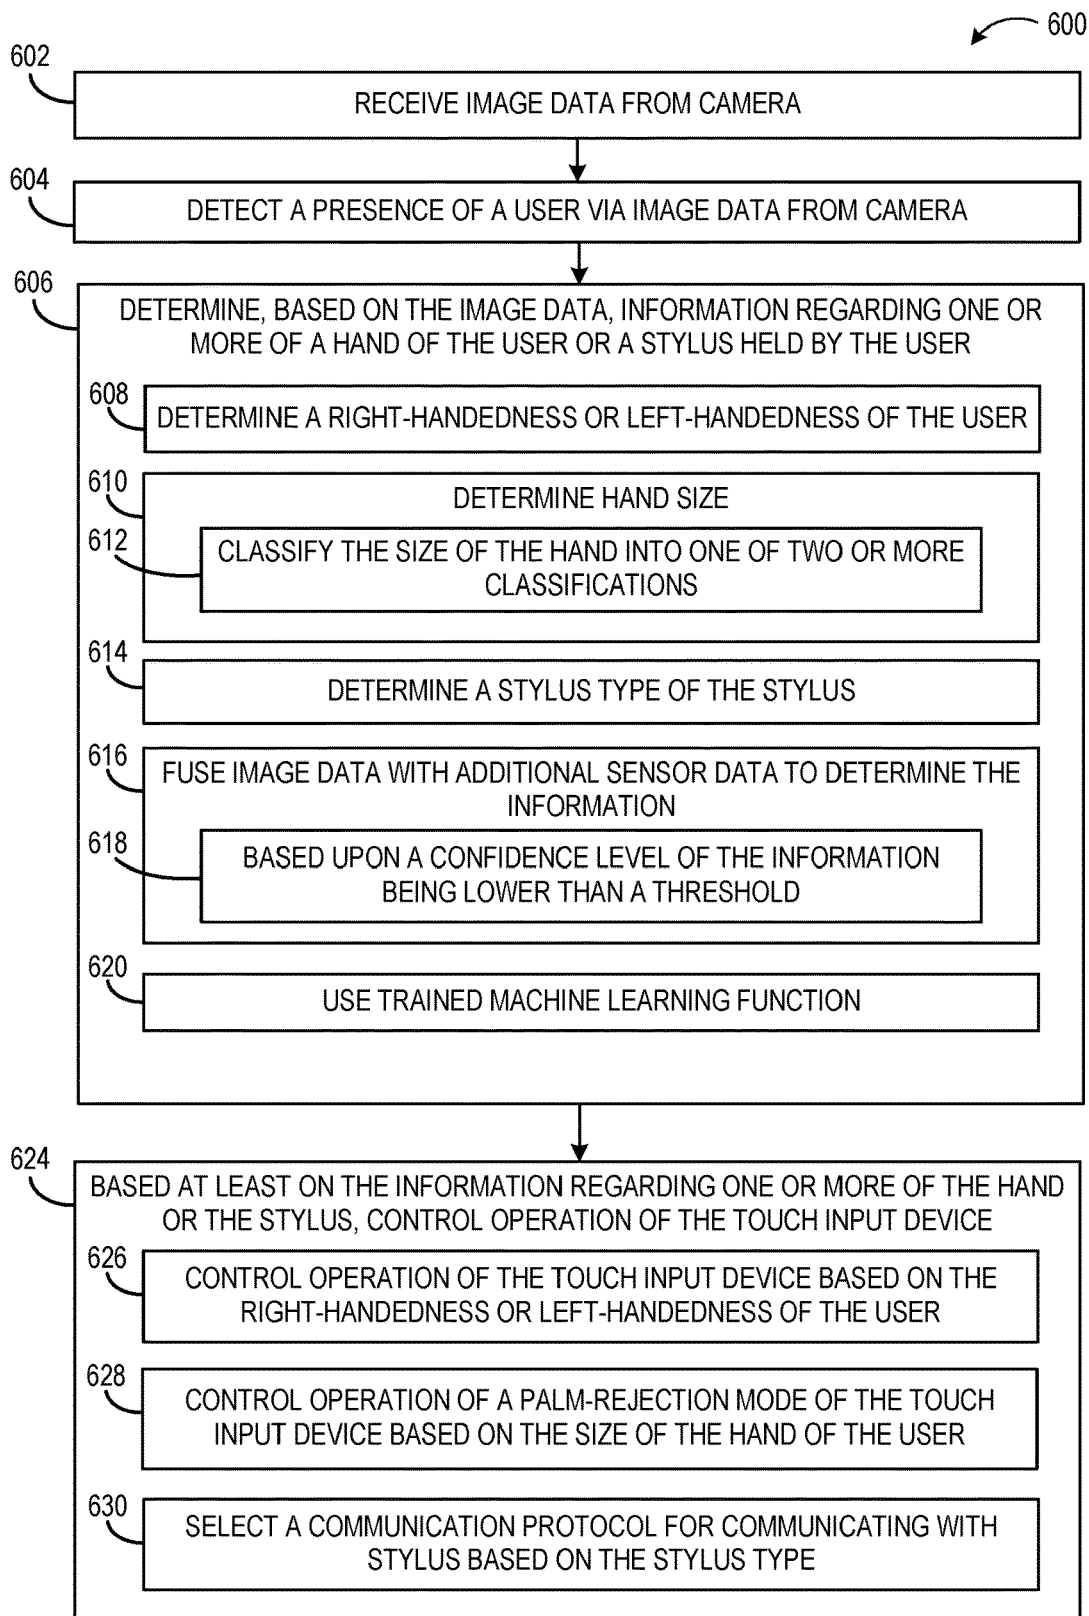 600
602
RECEIVE IMAGE DATA FROM CAMERA
604
DETECT A PRESENCE OF A USER VIA IMAGE DATA FROM CAMERA
606
DETERMINE, BASED ON THE IMAGE DATA, INFORMATION REGARDING ONE OR
MORE OF A HAND OF THE USER OR A STYLUS HELD BY THE USER
608
DETERMINE A RIGHT-HANDEDNESS OR LEFT-HANDEDNESS OF THE USER
610
DETERMINE HAND SIZE
612
CLASSIFY THE SIZE OF THE HAND INTO ONE OF TWO OR MORE
CLASSIFICATIONS
614
DETERMINE A STYLUS TYPE OF THE STYLUS
616
FUSE IMAGE DATA WITH ADDITIONAL SENSOR DATA TO DETERMINE THE
INFORMATION
618
BASED UPON A CONFIDENCE LEVEL OF THE INFORMATION
BEING LOWER THAN A THRESHOLD
620
USE TRAINED MACHINE LEARNING FUNCTION
624
BASED AT LEAST ON THE INFORMATION REGARDING ONE OR MORE OF THE HAND
OR THE STYLUS, CONTROL OPERATION OF THE TOUCH INPUT DEVICE
626
CONTROL OPERATION OF THE TOUCH INPUT DEVICE BASED ON THE
RIGHT-HANDEDNESS OR LEFT-HANDEDNESS OF THE USER
628
CONTROL OPERATION OF A PALM-REJECTION MODE OF THE TOUCH
INPUT DEVICE BASED ON THE SIZE OF THE HAND OF THE USER
630
SELECT A COMMUNICATION PROTOCOL FOR COMMUNICATING WITH
STYLUS BASED ON THE STYLUS TYPE